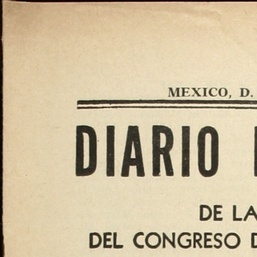 MEXICO, D.
DIARIO
DE LA
DEL CONGRESO D